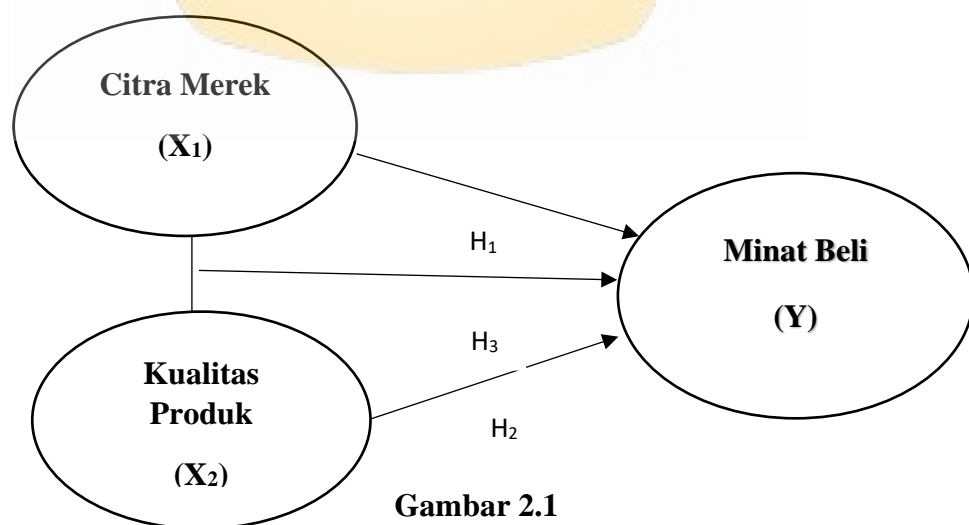 Citra Merek
(X₁)
H₁
Minat Beli
(Y)
H₃
Kualitas
Produk
(X₂)
H₂
Gambar 2.1